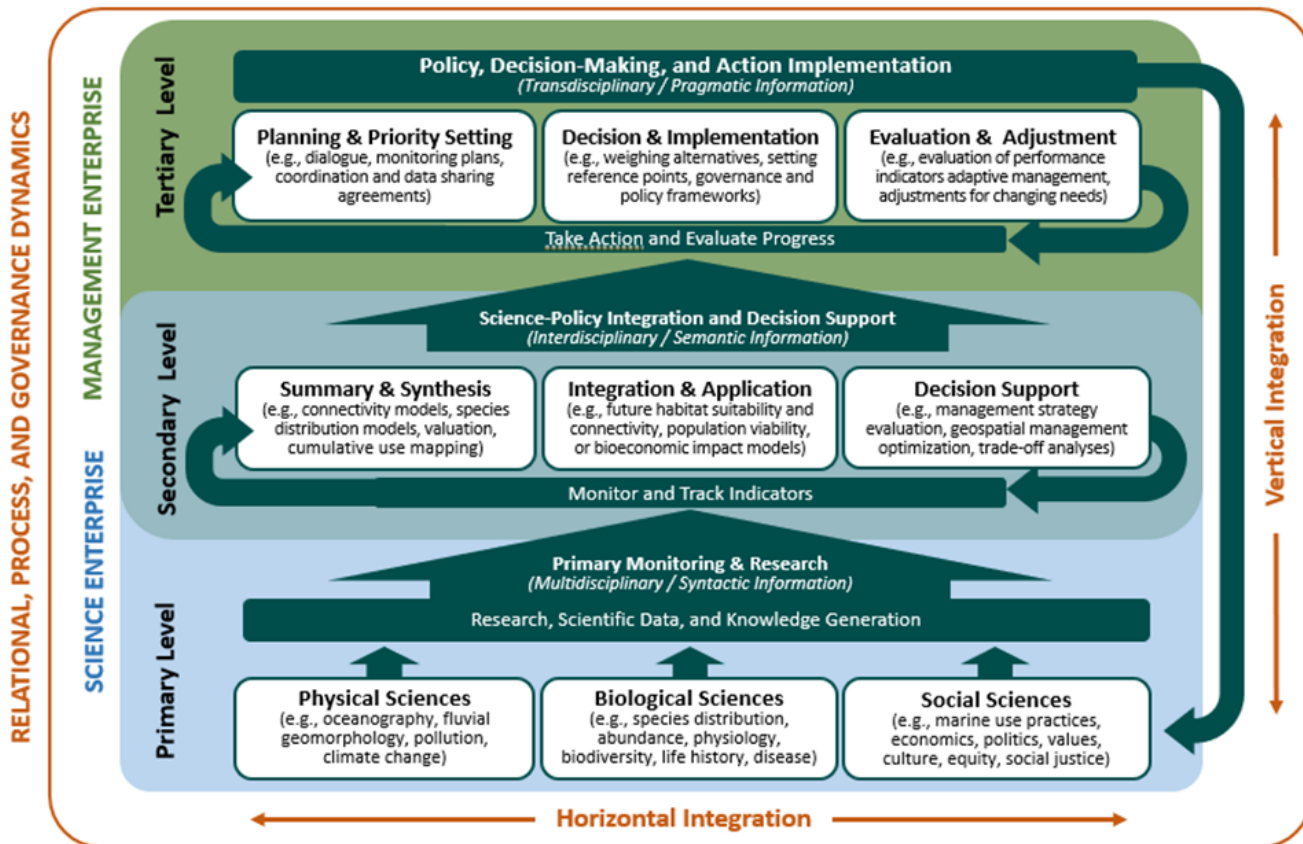 RELATIONAL, PROCESS, AND GOVERNANCE DYNAMICS
MANAGEMENT ENTERPRISE
SCIENCE ENTERPRISE
Tertiary Level
Policy, Decision-Making, and Action Implementation
(Transdisciplinary / Pragmatic Information)
Planning & Priority Setting
(e.g., dialogue, monitoring plans,
coordination and data sharing
agreements)
Decision & Implementation
(e.g., weighing alternatives, setting
reference points, governance and
policy frameworks)
Evaluation & Adjustment
(e.g., evaluation of performance
indicators adaptive management,
adjustments for changing needs)
Take Action and Evaluate Progress
Secondary Level
Science-Policy Integration and Decision Support
(Interdisciplinary / Semantic Information)
Summary & Synthesis
(e.g., connectivity models, species
distribution models, valuation,
cumulative use mapping)
Integration & Application
(e.g., future habitat suitability and
connectivity, population viability,
or bioeconomic impact models)
Decision Support
(e.g., management strategy
evaluation, geospatial management
optimization, trade-off analyses)
Monitor and Track Indicators
Primary Level
Primary Monitoring & Research
(Multidisciplinary / Syntactic Information)
Research, Scientific Data, and Knowledge Generation
Physical Sciences
(e.g., oceanography, fluvial
geomorphology, pollution,
climate change)
Biological Sciences
(e.g., species distribution,
abundance, physiology,
biodiversity, life history, disease)
Social Sciences
(e.g., marine use practices,
economics, politics, values,
culture, equity, social justice)
Vertical Integration
Horizontal Integration